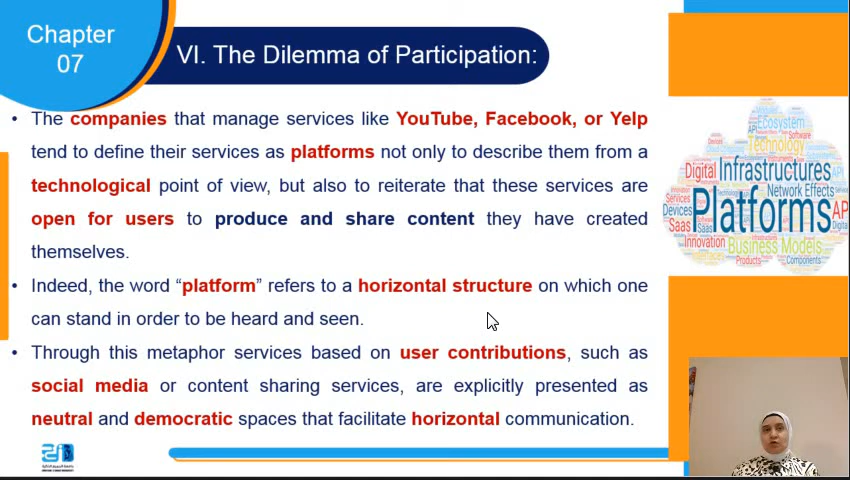 Chapter
07
VI. The Dilemma of Participation:
• The companies that manage services like YouTube, Facebook, or Yelp
tend to define their services as platforms not only to describe them from a
technological point of view, but also to reiterate that these services are
open for users to produce and share content they have created
themselves.
• Indeed, the word “platform” refers to a horizontal structure on which one
can stand in order to be heard and seen.
• Through this metaphor services based on user contributions, such as
social media or content sharing services, are explicitly presented as
neutral and democratic spaces that facilitate horizontal communication.
Ecosystem
API
Software
Technology
Digital
Infrastructures
Network Effects
Services
Devices
Platforms
API
SaaS
SaaS
Digital
Innovation
Business Models
Products
Components